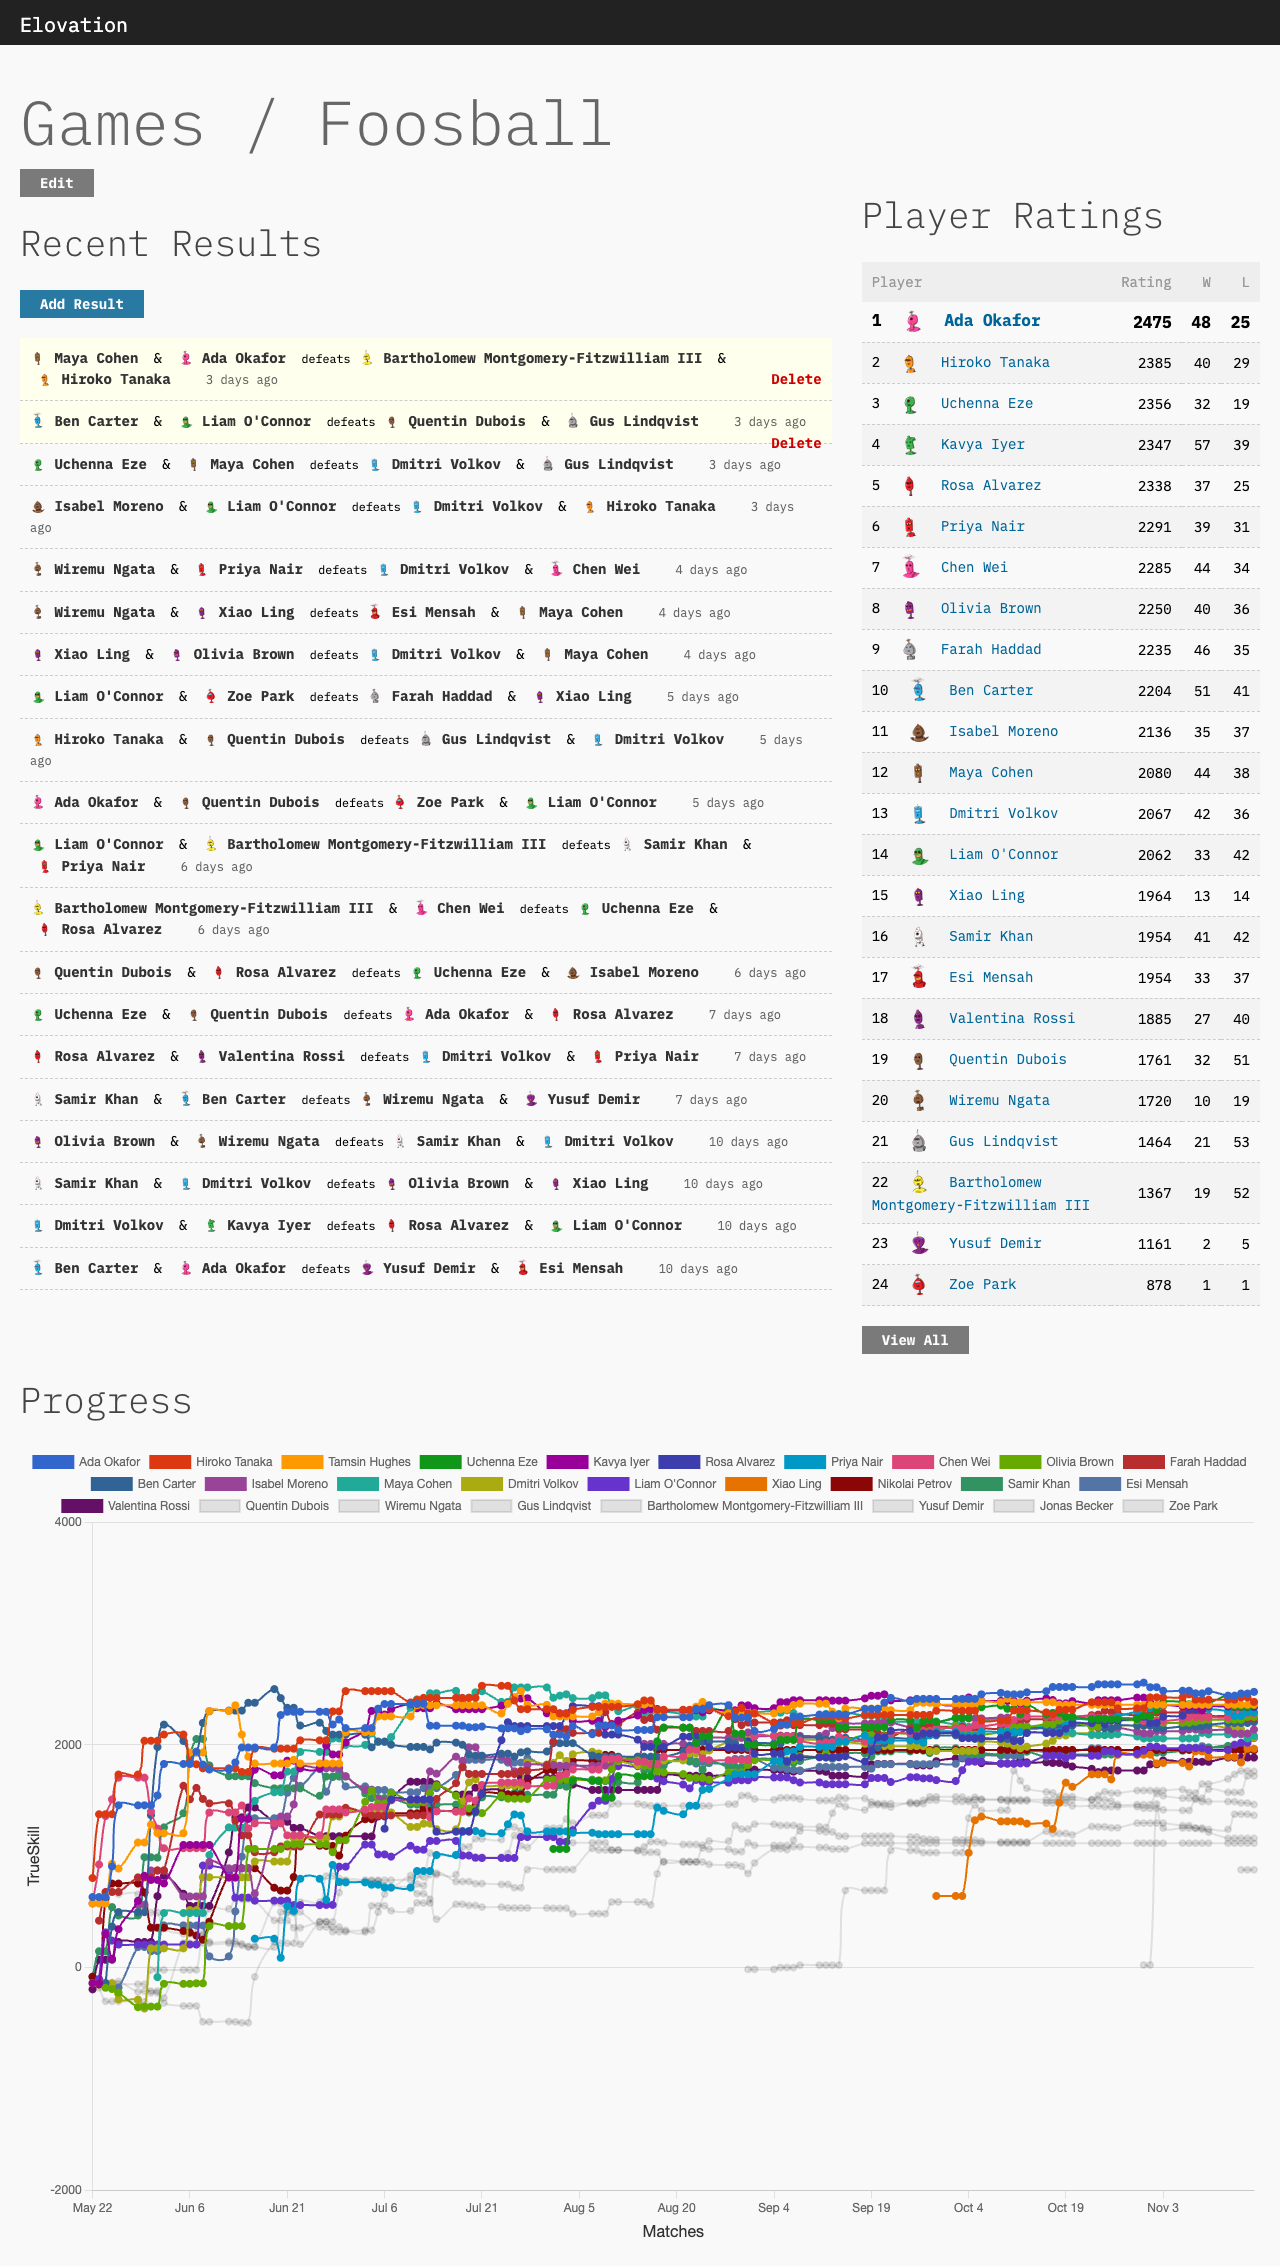 Elovation
Games / Foosball
Edit
Recent Results
Add Result
Maya Cohen & Ada Okafor defeats Bartholomew Montgomery-Fitzwilliam III &
Hiroko Tanaka 3 days ago Delete
Ben Carter & Liam O'Connor defeats Quentin Dubois & Gus Lindqvist 3 days ago
Delete
Uchenna Eze & Maya Cohen defeats Dmitri Volkov & Gus Lindqvist 3 days ago
Isabel Moreno & Liam O'Connor defeats Dmitri Volkov & Hiroko Tanaka 3 days
ago
Wiremu Ngata & Priya Nair defeats Dmitri Volkov & Chen Wei 4 days ago
Wiremu Ngata & Xiao Ling defeats Esi Mensah & Maya Cohen 4 days ago
Xiao Ling & Olivia Brown defeats Dmitri Volkov & Maya Cohen 4 days ago
Liam O'Connor & Zoe Park defeats Farah Haddad & Xiao Ling 5 days ago
Hiroko Tanaka & Quentin Dubois defeats Gus Lindqvist & Dmitri Volkov 5 days
ago
Ada Okafor & Quentin Dubois defeats Zoe Park & Liam O'Connor 5 days ago
Liam O'Connor & Bartholomew Montgomery-Fitzwilliam III defeats Samir Khan &
Priya Nair 6 days ago
Bartholomew Montgomery-Fitzwilliam III & Chen Wei defeats Uchenna Eze &
Rosa Alvarez 6 days ago
Quentin Dubois & Rosa Alvarez defeats Uchenna Eze & Isabel Moreno 6 days ago
Uchenna Eze & Quentin Dubois defeats Ada Okafor & Rosa Alvarez 7 days ago
Rosa Alvarez & Valentina Rossi defeats Dmitri Volkov & Priya Nair 7 days ago
Samir Khan & Ben Carter defeats Wiremu Ngata & Yusuf Demir 7 days ago
Olivia Brown & Wiremu Ngata defeats Samir Khan & Dmitri Volkov 10 days ago
Samir Khan & Dmitri Volkov defeats Olivia Brown & Xiao Ling 10 days ago
Dmitri Volkov & Kavya Iyer defeats Rosa Alvarez & Liam O'Connor 10 days ago
Ben Carter & Ada Okafor defeats Yusuf Demir & Esi Mensah 10 days ago
Player Ratings
Player Rating W L
1 Ada Okafor 2475 48 25
2 Hiroko Tanaka 2385 40 29
3 Uchenna Eze 2356 32 19
4 Kavya Iyer 2347 57 39
5 Rosa Alvarez 2338 37 25
6 Priya Nair 2291 39 31
7 Chen Wei 2285 44 34
8 Olivia Brown 2250 40 36
9 Farah Haddad 2235 46 35
10 Ben Carter 2204 51 41
11 Isabel Moreno 2136 35 37
12 Maya Cohen 2080 44 38
13 Dmitri Volkov 2067 42 36
14 Liam O'Connor 2062 33 42
15 Xiao Ling 1964 13 14
16 Samir Khan 1954 41 42
17 Esi Mensah 1954 33 37
18 Valentina Rossi 1885 27 40
19 Quentin Dubois 1761 32 51
20 Wiremu Ngata 1720 10 19
21 Gus Lindqvist 1464 21 53
22 Bartholomew
Montgomery-Fitzwilliam III 1367 19 52
23 Yusuf Demir 1161 2 5
24 Zoe Park 878 1 1
View All
Progress
Ada Okafor Hiroko Tanaka Tamsin Hughes Uchenna Eze Kavya Iyer Rosa Alvarez Priya Nair Chen Wei Olivia Brown Farah Haddad
Ben Carter Isabel Moreno Maya Cohen Dmitri Volkov Liam O'Connor Xiao Ling Nikolai Petrov Samir Khan Esi Mensah
Valentina Rossi Quentin Dubois Wiremu Ngata Gus Lindqvist Bartholomew Montgomery-Fitzwilliam III Yusuf Demir Jonas Becker Zoe Park
4000
2000
0
-2000
TrueSkill
May 22 Jun 6 Jun 21 Jul 6 Jul 21 Aug 5 Aug 20 Sep 4 Sep 19 Oct 4 Oct 19 Nov 3
Matches